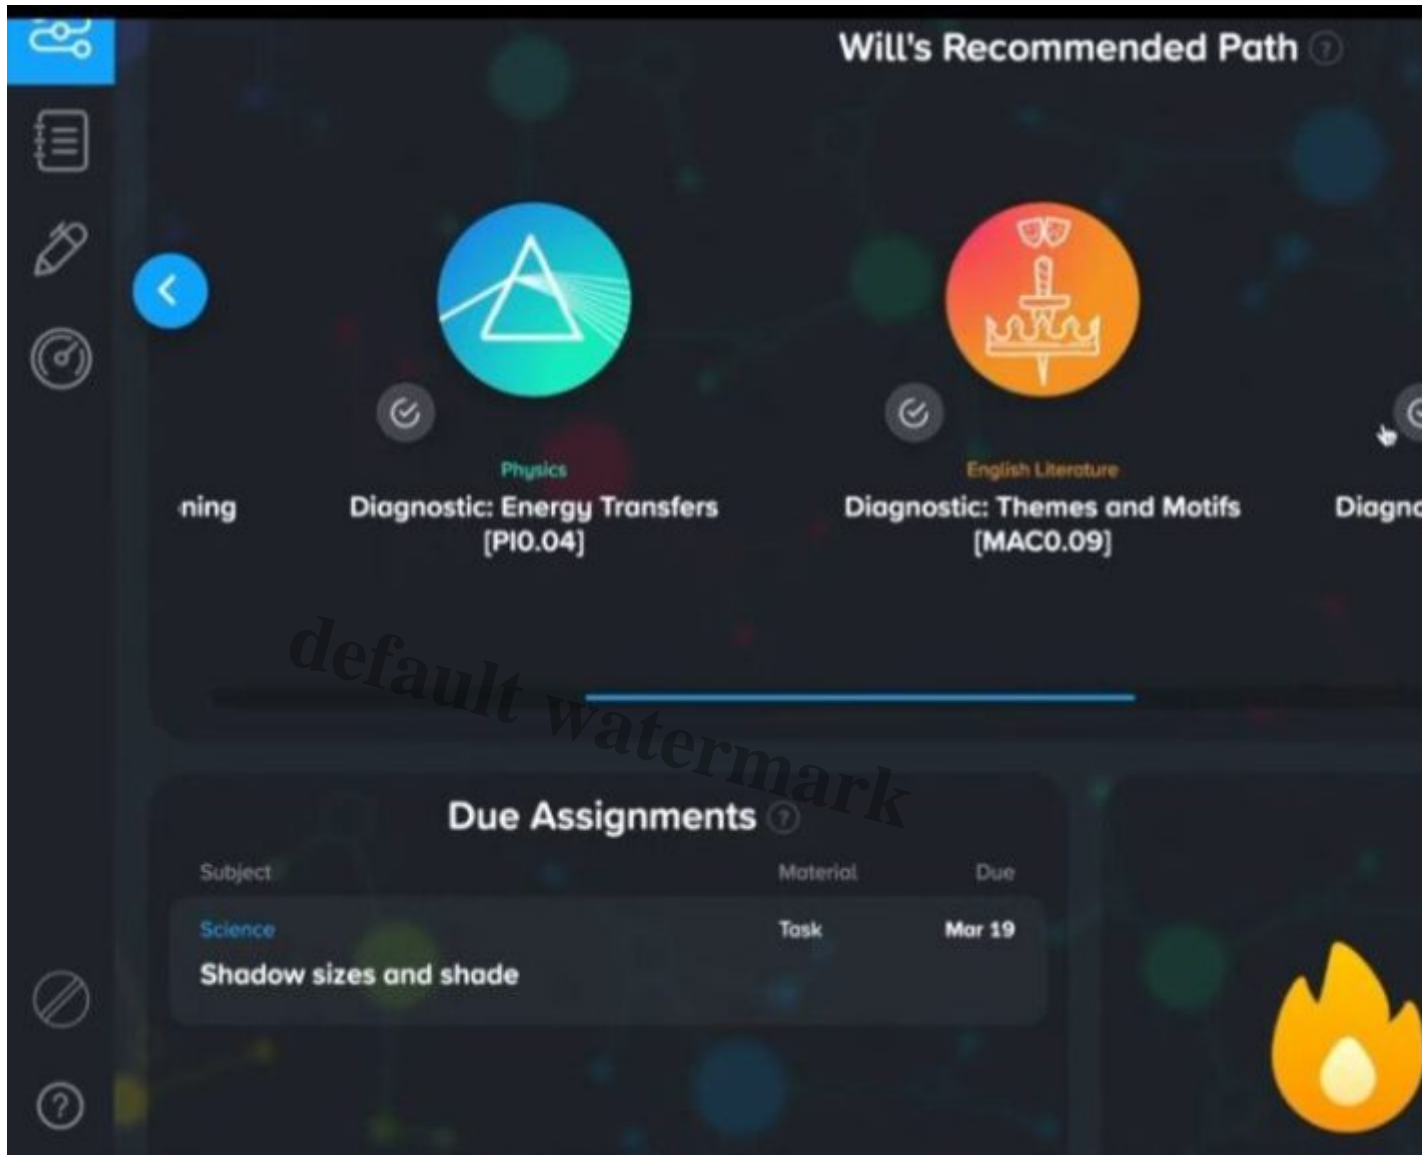 Will's Recommended Path ?
Physics
English Literature
ning
Diagnostic: Energy Transfers
[PI0.04]
Diagnostic: Themes and Motifs
[MAC0.09]
Diagno
default watermark
Due Assignments ?
Subject Material Due
Science Task Mar 19
Shadow sizes and shade
?